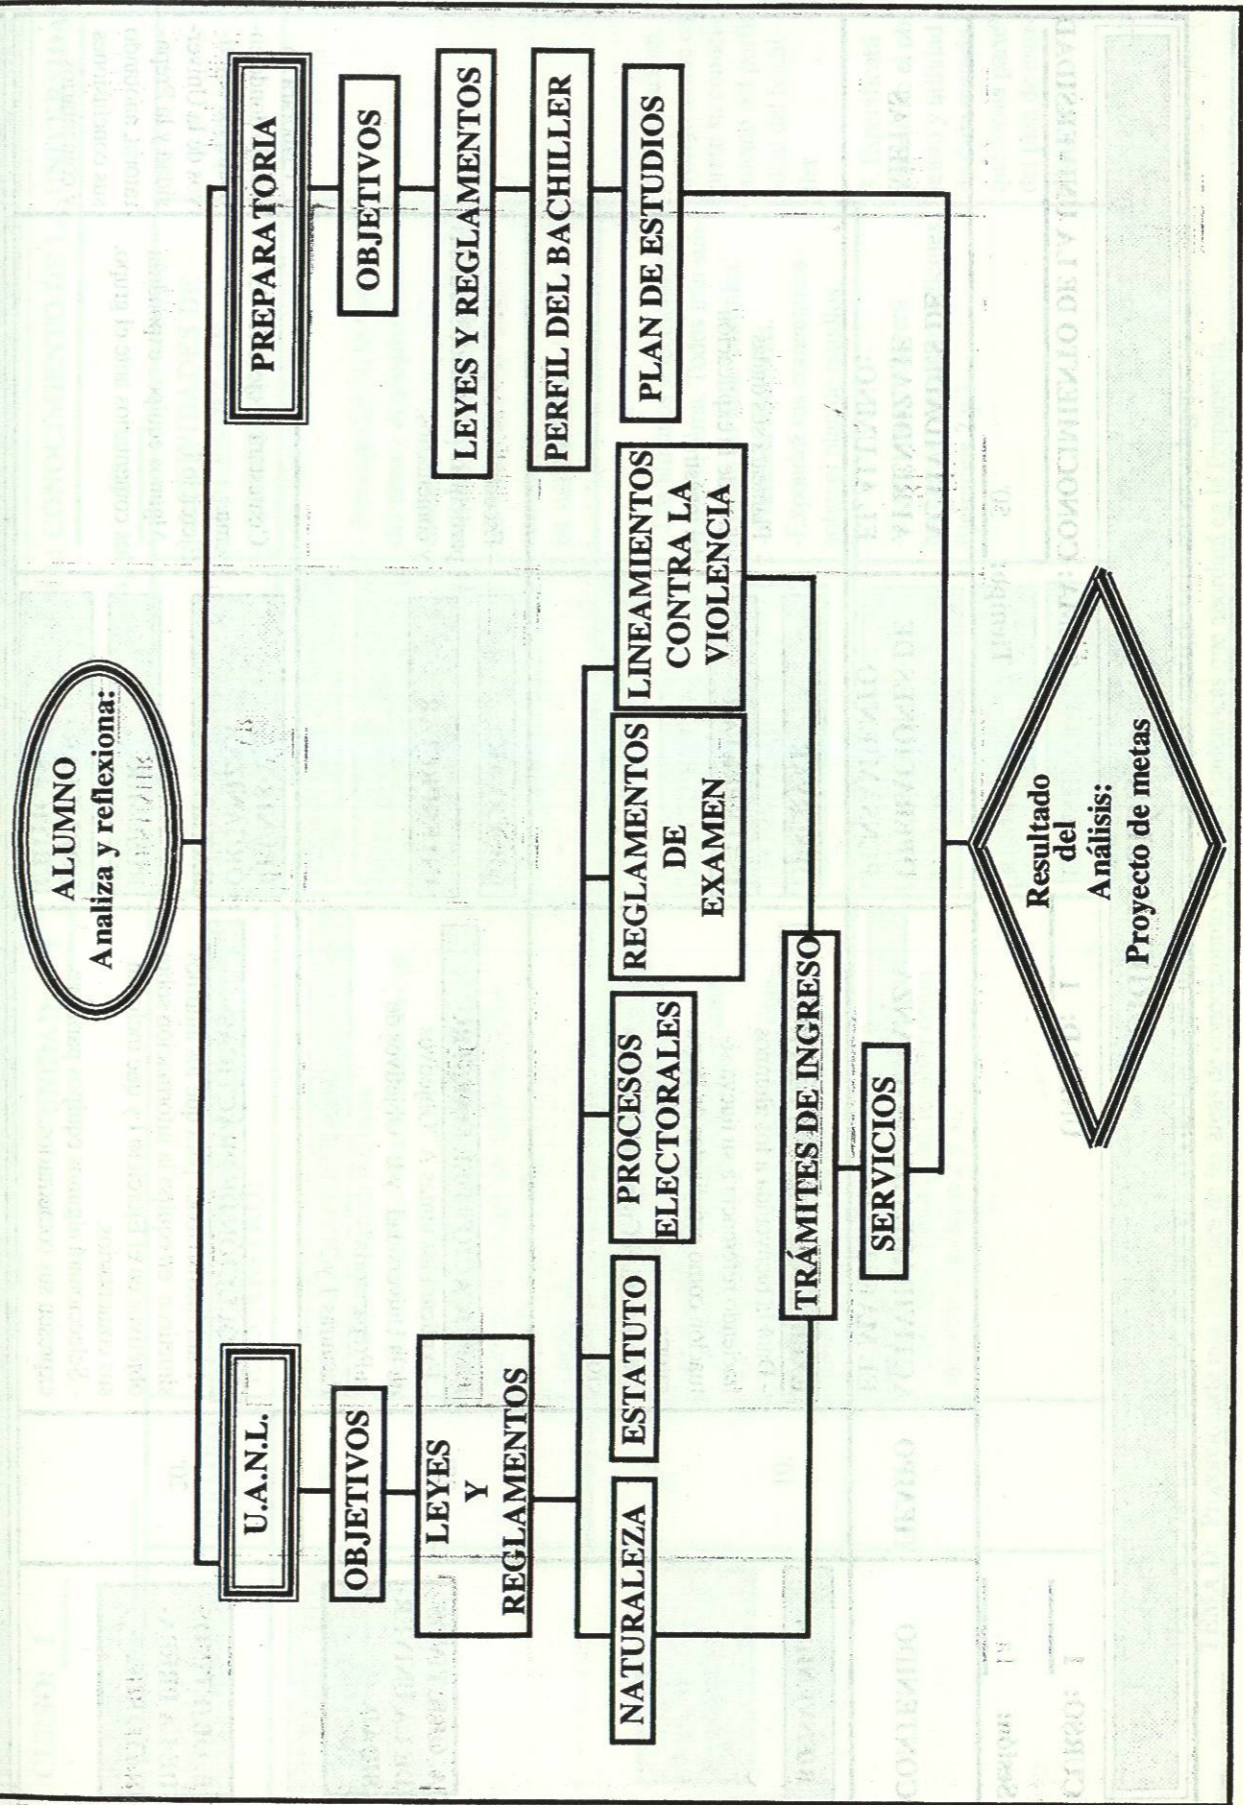 ALUMNO
Analiza y reflexiona:
U.A.N.L.
OBJETIVOS
LEYES
Y
REGLAMENTOS
NATURALEZA
ESTATUTO
PROCESOS
ELECTORALES
REGLAMENTOS
DE
EXAMEN
LINEAMIENTOS
CONTRA LA
VIOLENCIA
TRÁMITES DE INGRESO
SERVICIOS
PREPARATORIA
OBJETIVOS
LEYES Y REGLAMENTOS
PERFIL DEL BACHILLER
PLAN DE ESTUDIOS
Resultado
del
Análisis:
Proyecto de metas